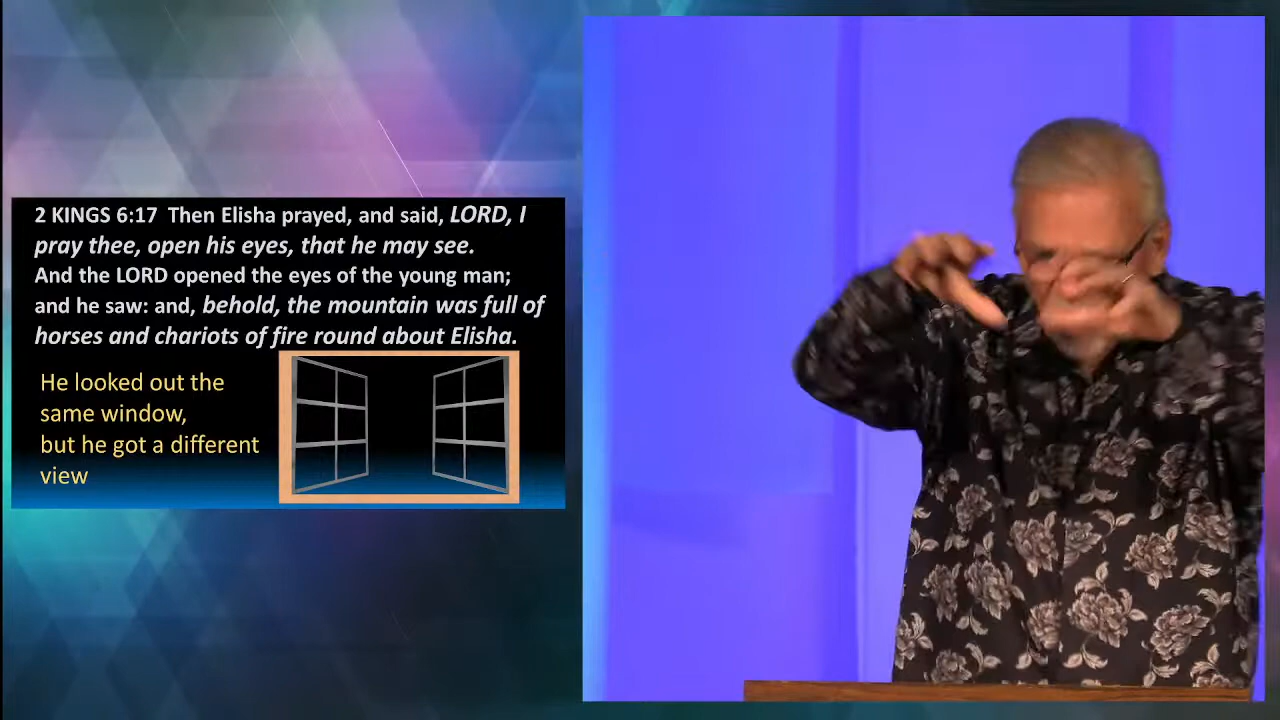 2 KINGS 6:17 Then Elisha prayed, and said, LORD, I
pray thee, open his eyes, that he may see.
And the LORD opened the eyes of the young man;
and he saw: and, behold, the mountain was full of
horses and chariots of fire round about Elisha.
He looked out the
same window,
but he got a different
view